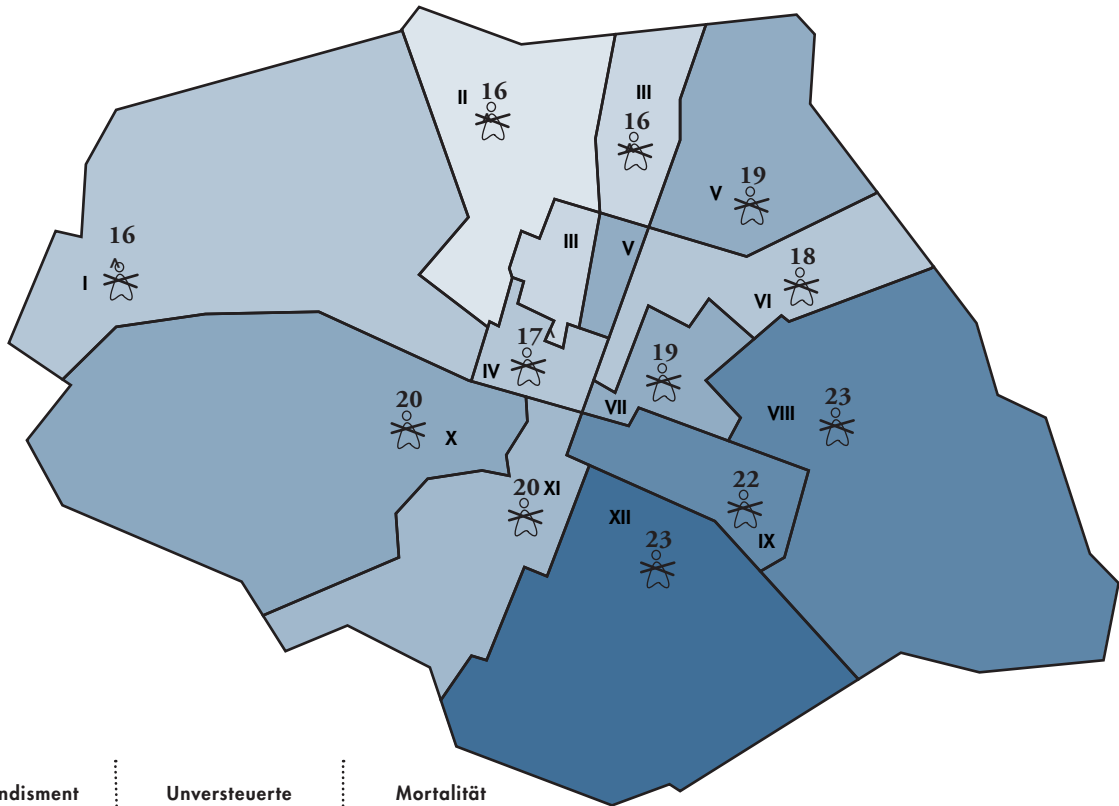 II 16
III
16
V 19
16
I
III
V
18
VI
17
IV
19
VII
20
X
VIII 23
20 XI
22
IX
XII
23
ndisment Unversteuerte Mortalität